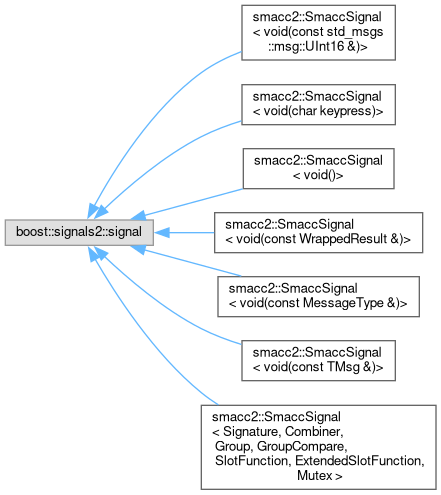 smacc2::SmaccSignal
< void(const std_msgs
::msg::UInt16 &)>
smacc2::SmaccSignal
< void(char keypress)>
smacc2::SmaccSignal
< void()>
boost::signals2::signal
smacc2::SmaccSignal
< void(const WrappedResult &)>
smacc2::SmaccSignal
< void(const MessageType &)>
smacc2::SmaccSignal
< void(const TMsg &)>
smacc2::SmaccSignal
< Signature, Combiner,
Group, GroupCompare,
SlotFunction, ExtendedSlotFunction,
Mutex >